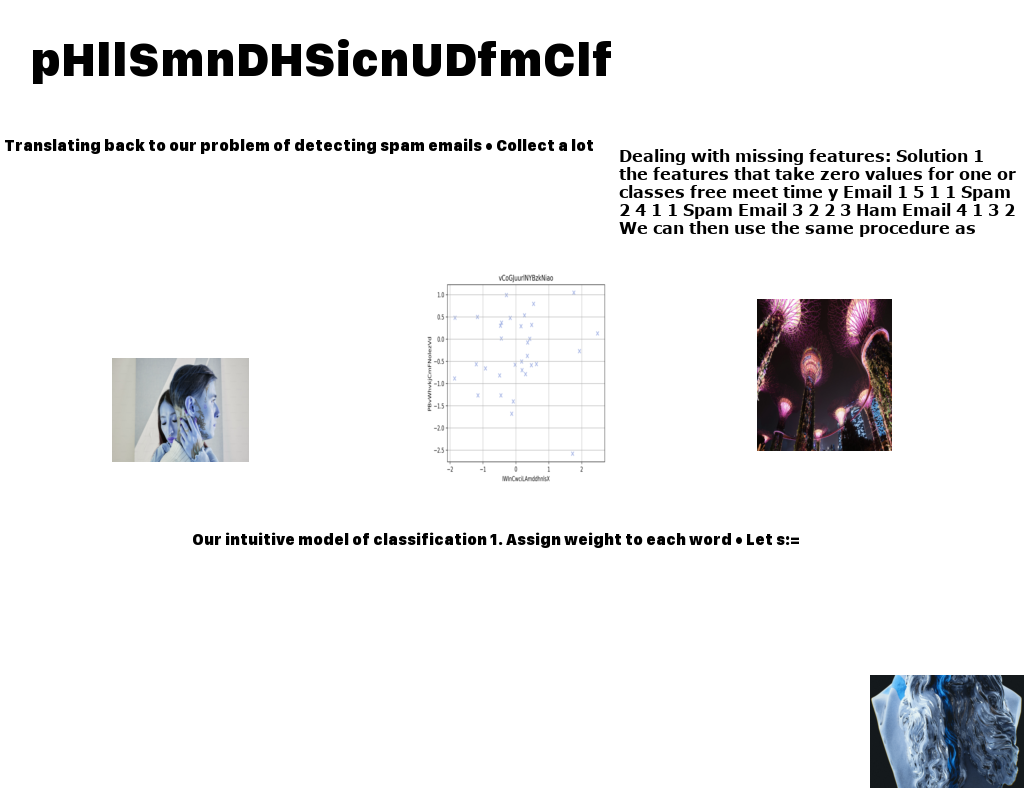 pHllSmnDHSicnUDfmClf
Translating back to our problem of detecting spam emails • Collect a lot
Dealing with missing features: Solution 1
the features that take zero values for one or
classes free meet time y Email 1 5 1 1 Spam
2 4 1 1 Spam Email 3 2 2 3 Ham Email 4 1 3 2
We can then use the same procedure as
1.0
0.5
0.0
−0.5
−1.0
−1.5
−2.0
−2.5
−2 −1 0 1 2
Our intuitive model of classification 1. Assign weight to each word • Let s:=